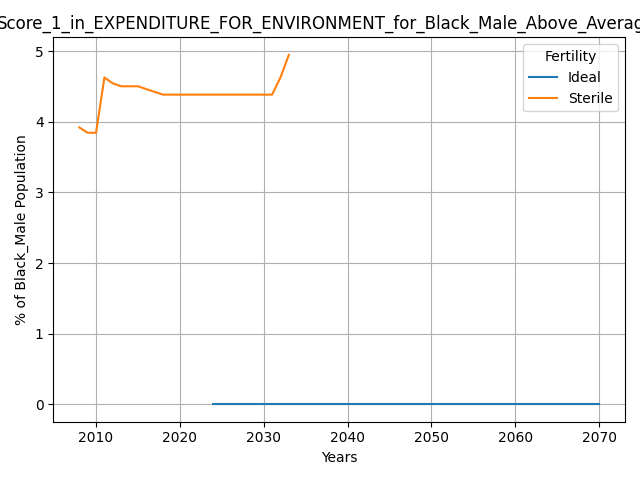 Score_1_in_EXPENDITURE_FOR_ENVIRONMENT_for_Black_Male_Above_Averag
5
4
3
2
1
0
% of Black_Male Population
Fertility
Ideal
Sterile
2010 2020 2030 2040 2050 2060 2070
Years